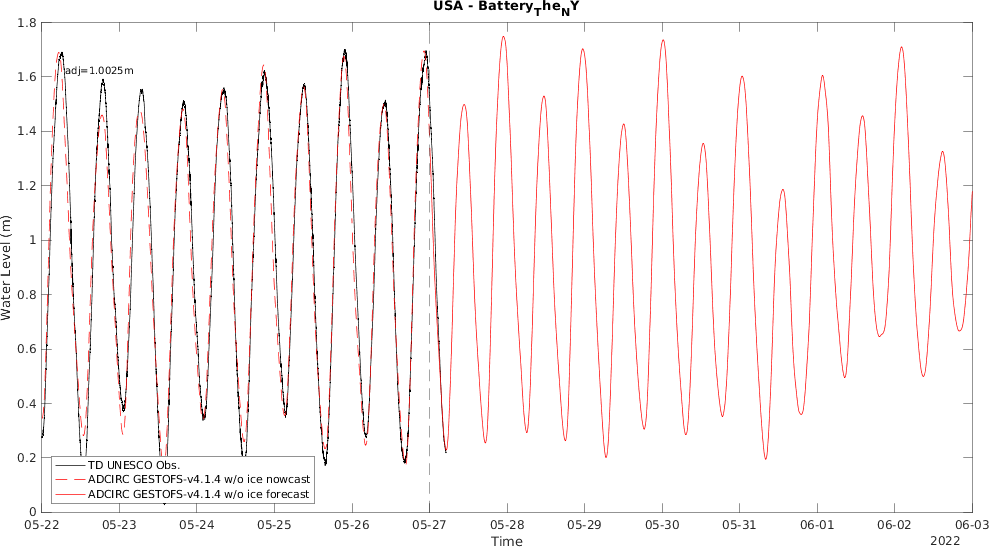 USA - Battery_The_NY
1.8
adj=1.0025m
1.6
1.4
1.2
1
0.8
0.6
0.4
0.2
0
Water Level (m)
TD UNESCO Obs.
ADCIRC GESTOFS-v4.1.4 w/o ice nowcast
ADCIRC GESTOFS-v4.1.4 w/o ice forecast
05-22 05-23 05-24 05-25 05-26 05-27 05-28 05-29 05-30 05-31 06-01 06-02 06-03
Time
2022